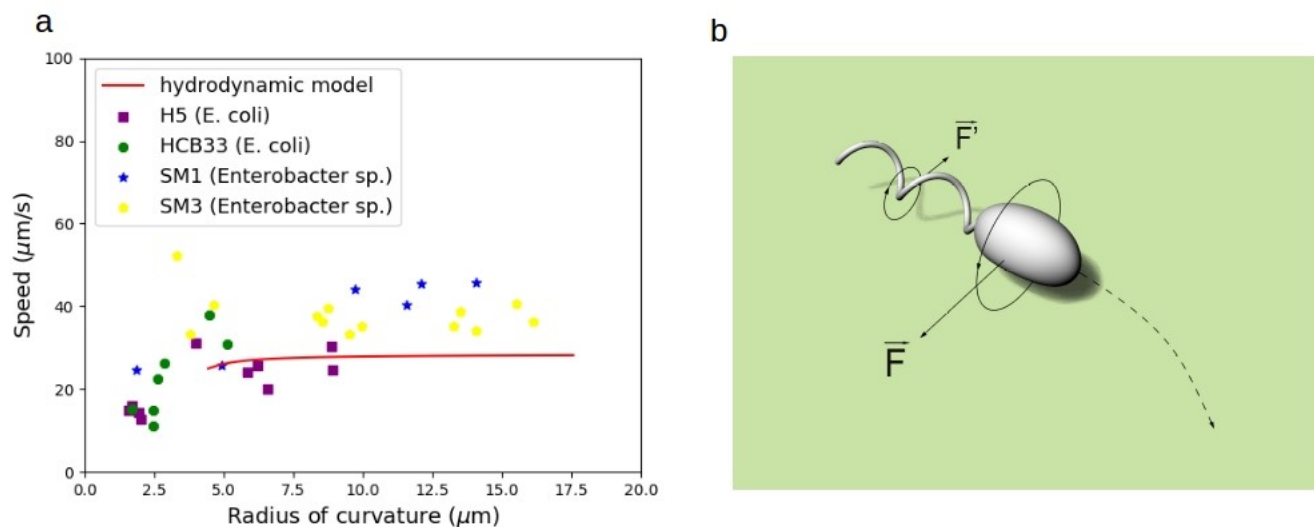 a
100
80
60
40
20
0
Speed (μm/s)
hydrodynamic model
H5 (E. coli)
HCB33 (E. coli)
SM1 (Enterobacter sp.)
SM3 (Enterobacter sp.)
0.0 2.5 5.0 7.5 10.0 12.5 15.0 17.5 20.0
Radius of curvature (μm)
b
F'
F